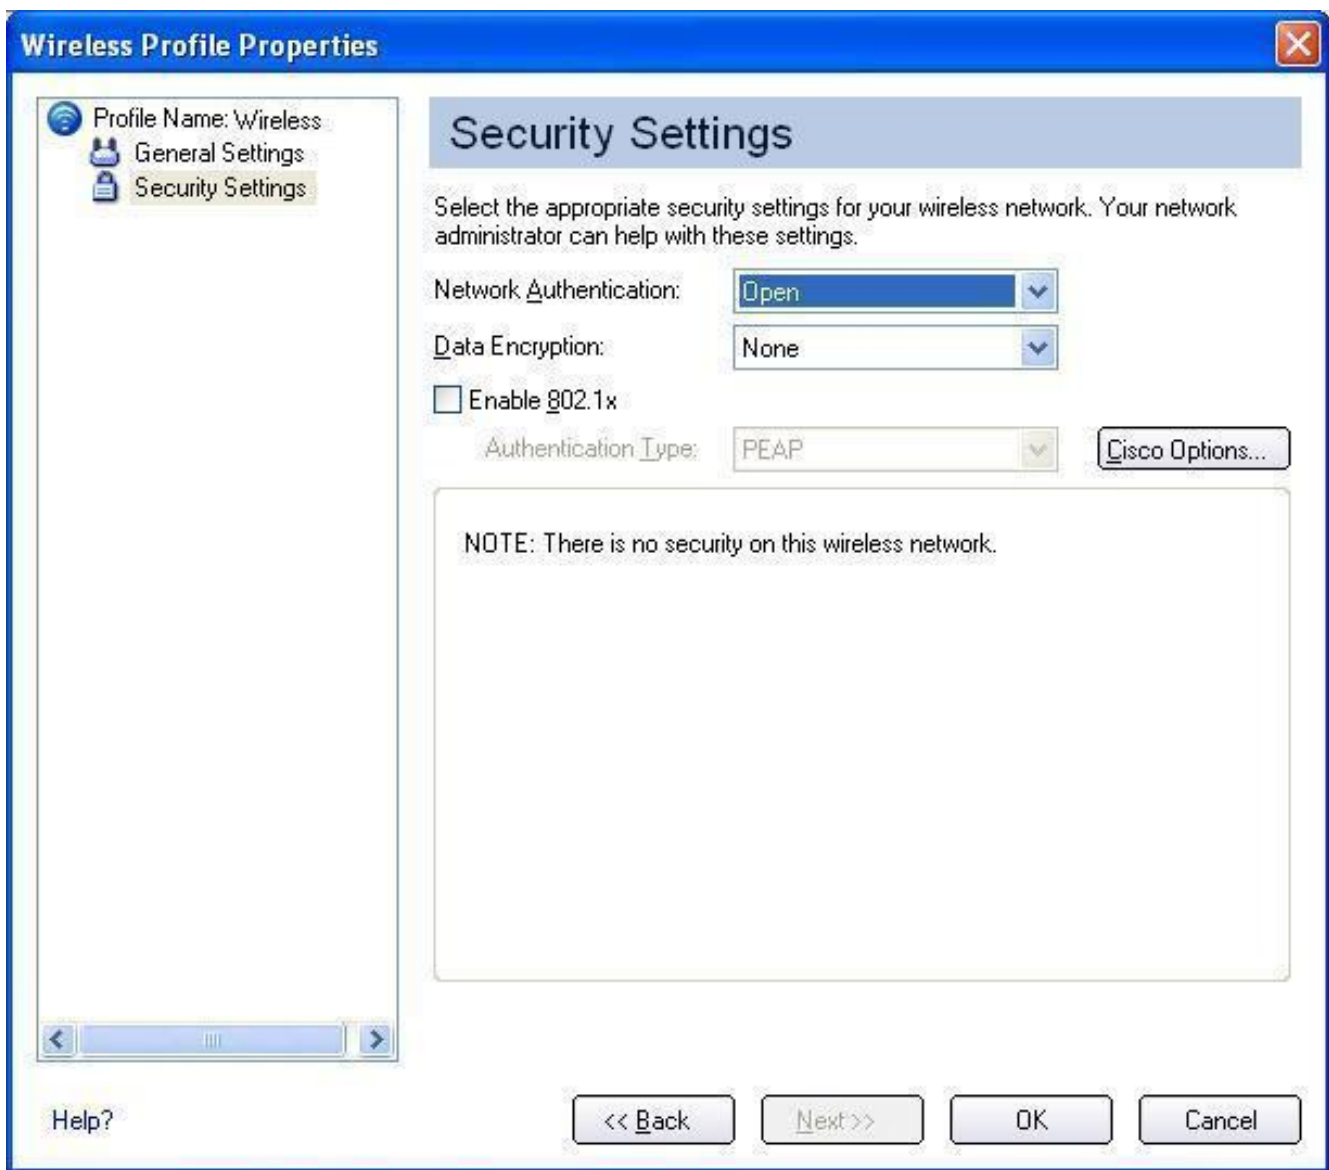 Wireless Profile Properties
Profile Name: Wireless
General Settings
Security Settings
Security Settings
Select the appropriate security settings for your wireless network. Your network
administrator can help with these settings.
Network Authentication: Open
Data Encryption: None
Enable 802.1x
Authentication Type: PEAP Cisco Options...
NOTE: There is no security on this wireless network.
Help? << Back Next >> OK Cancel